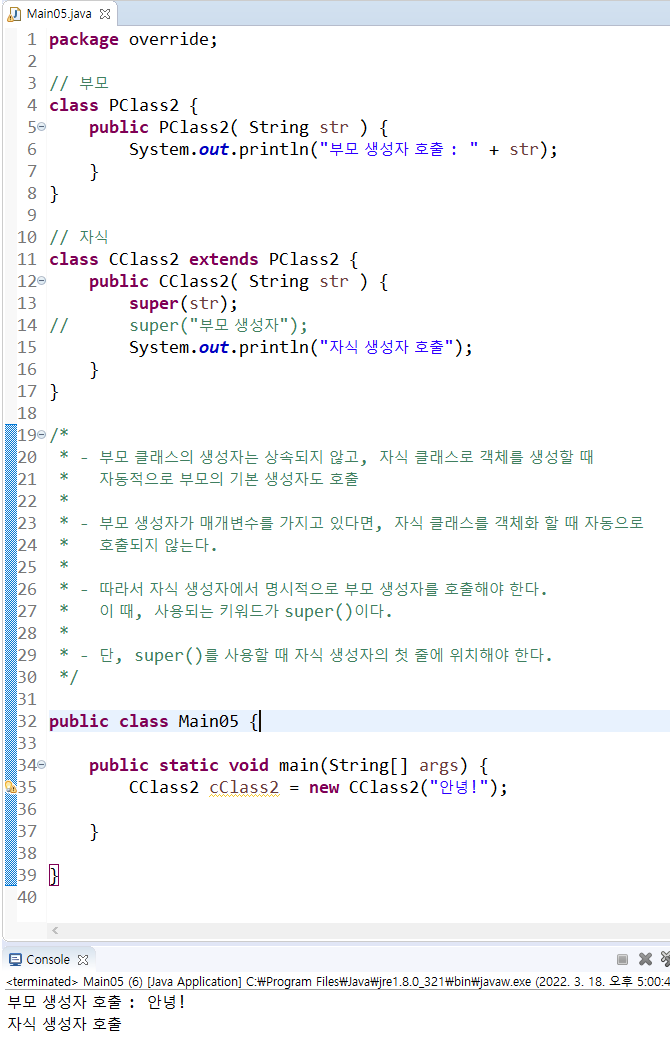 Main05.java
1 package override;
2
3 // 부모
4 class PClass2 {
5 public PClass2( String str ) {
6 System.out.println("부모 생성자 호출 : " + str);
7 }
8 }
9
10 // 자식
11 class CClass2 extends PClass2 {
12 public CClass2( String str ) {
13 super(str);
14 // super("부모 생성자");
15 System.out.println("자식 생성자 호출");
16 }
17 }
18
19 /*
20 * - 부모 클래스의 생성자는 상속되지 않고, 자식 클래스로 객체를 생성할 때
21 * 자동적으로 부모의 기본 생성자도 호출
22 *
23 * - 부모 생성자가 매개변수를 가지고 있다면, 자식 클래스를 객체화 할 때 자동으로
24 * 호출되지 않는다.
25 *
26 * - 따라서 자식 생성자에서 명시적으로 부모 생성자를 호출해야 한다.
27 * 이 때, 사용되는 키워드가 super()이다.
28 *
29 * - 단, super()를 사용할 때 자식 생성자의 첫 줄에 위치해야 한다.
30 */
31
32 public class Main05 {
33
34 public static void main(String[] args) {
35 CClass2 cClass2 = new CClass2("안녕!");
36
37 }
38
39 }
40
Console
<terminated> Main05 (6) [Java Application] C:₩Program Files₩Java₩jre1.8.0_321₩bin₩javaw.exe (2022. 3. 18. 오후 5:00:4
부모 생성자 호출 : 안녕!
자식 생성자 호출